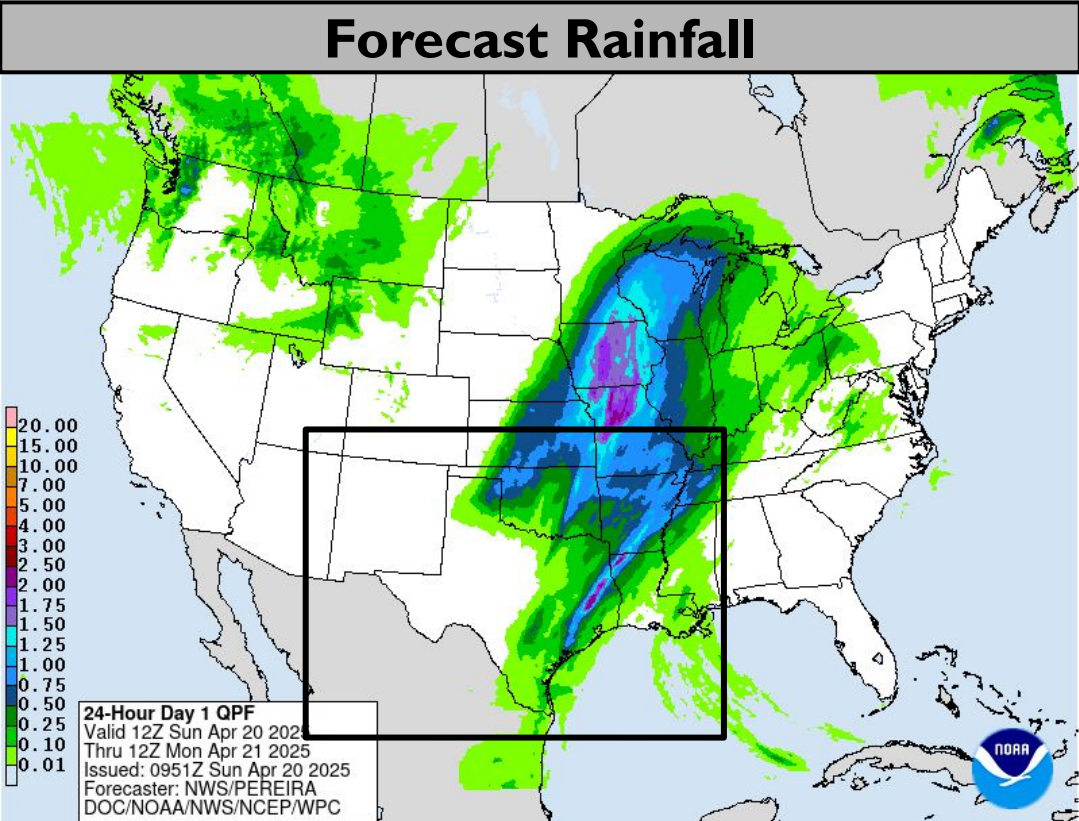 Forecast Rainfall
20.00
15.00
10.00
7.00
5.00
4.00
3.00
2.50
2.00
1.75
1.50
1.25
1.00
0.75
0.50
0.25
0.10
0.01
24-Hour Day 1 QPF
Valid 12Z Sun Apr 20 2025
Thru 12Z Mon Apr 21 2025
Issued: 0951Z Sun Apr 20 2025
Forecaster: NWS/PEREIRA
DOC/NOAA/NWS/NCEP/WPC
NOAA